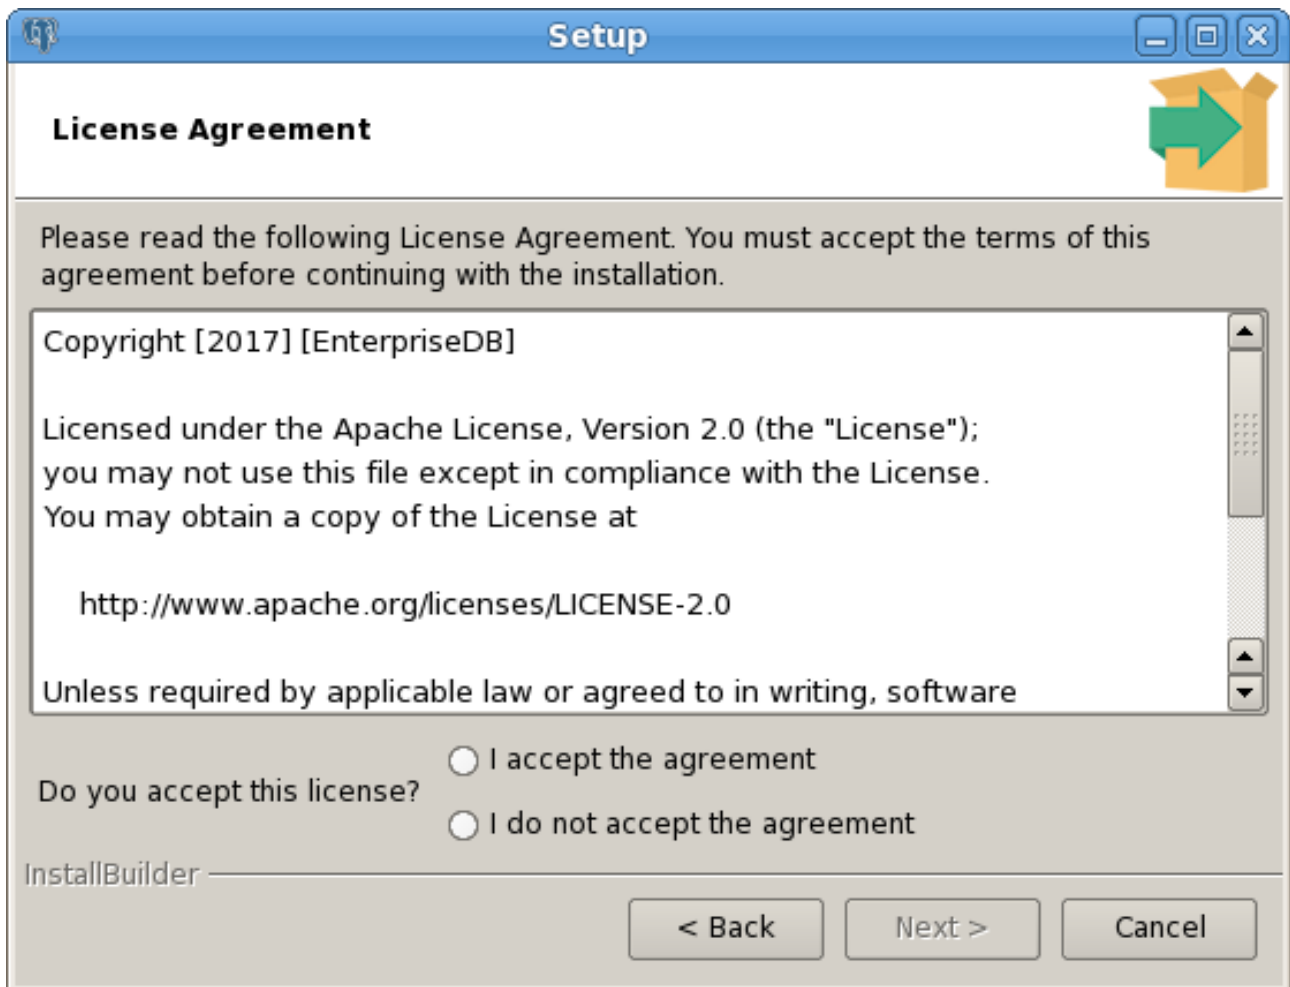 Setup
License Agreement
Please read the following License Agreement. You must accept the terms of this
agreement before continuing with the installation.
Copyright [2017] [EnterpriseDB]
Licensed under the Apache License, Version 2.0 (the "License");
you may not use this file except in compliance with the License.
You may obtain a copy of the License at
http://www.apache.org/licenses/LICENSE-2.0
Unless required by applicable law or agreed to in writing, software
Do you accept this license?
I accept the agreement
I do not accept the agreement
InstallBuilder
< Back
Next >
Cancel